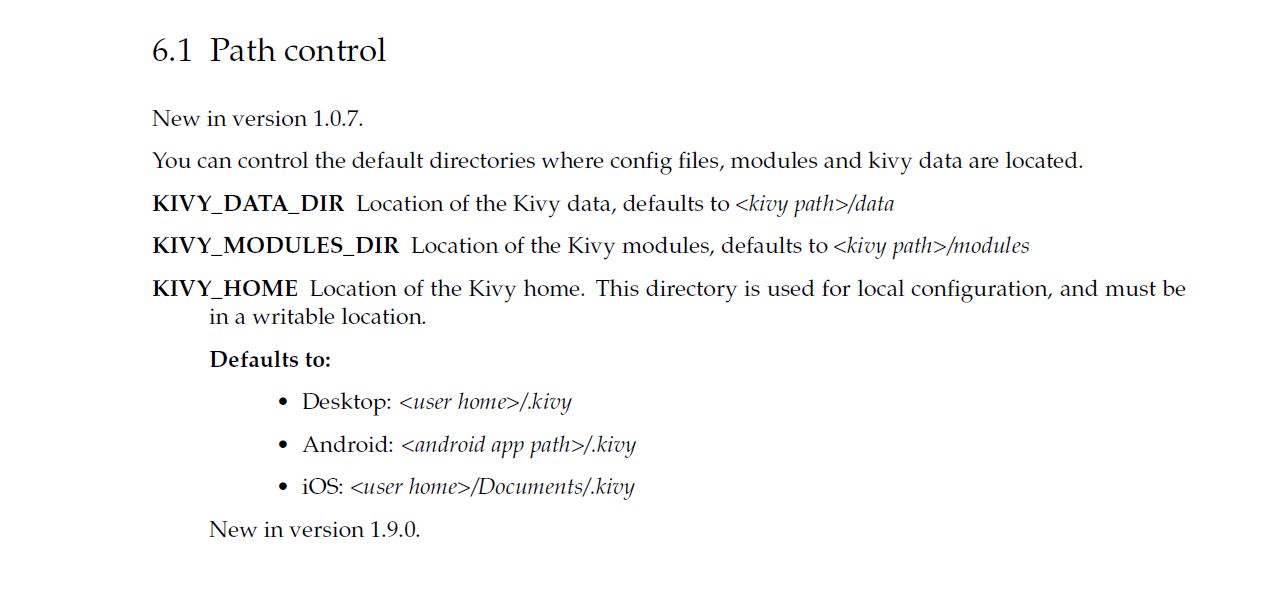 6.1 Path control
New in version 1.0.7.
You can control the default directories where config files, modules and kivy data are located.
KIVY_DATA_DIR Location of the Kivy data, defaults to <kivy path>/data
KIVY_MODULES_DIR Location of the Kivy modules, defaults to <kivy path>/modules
KIVY_HOME Location of the Kivy home. This directory is used for local configuration, and must be
in a writable location.
Defaults to:
• Desktop: <user home>/.kivy
• Android: <android app path>/.kivy
• iOS: <user home>/Documents/.kivy
New in version 1.9.0.